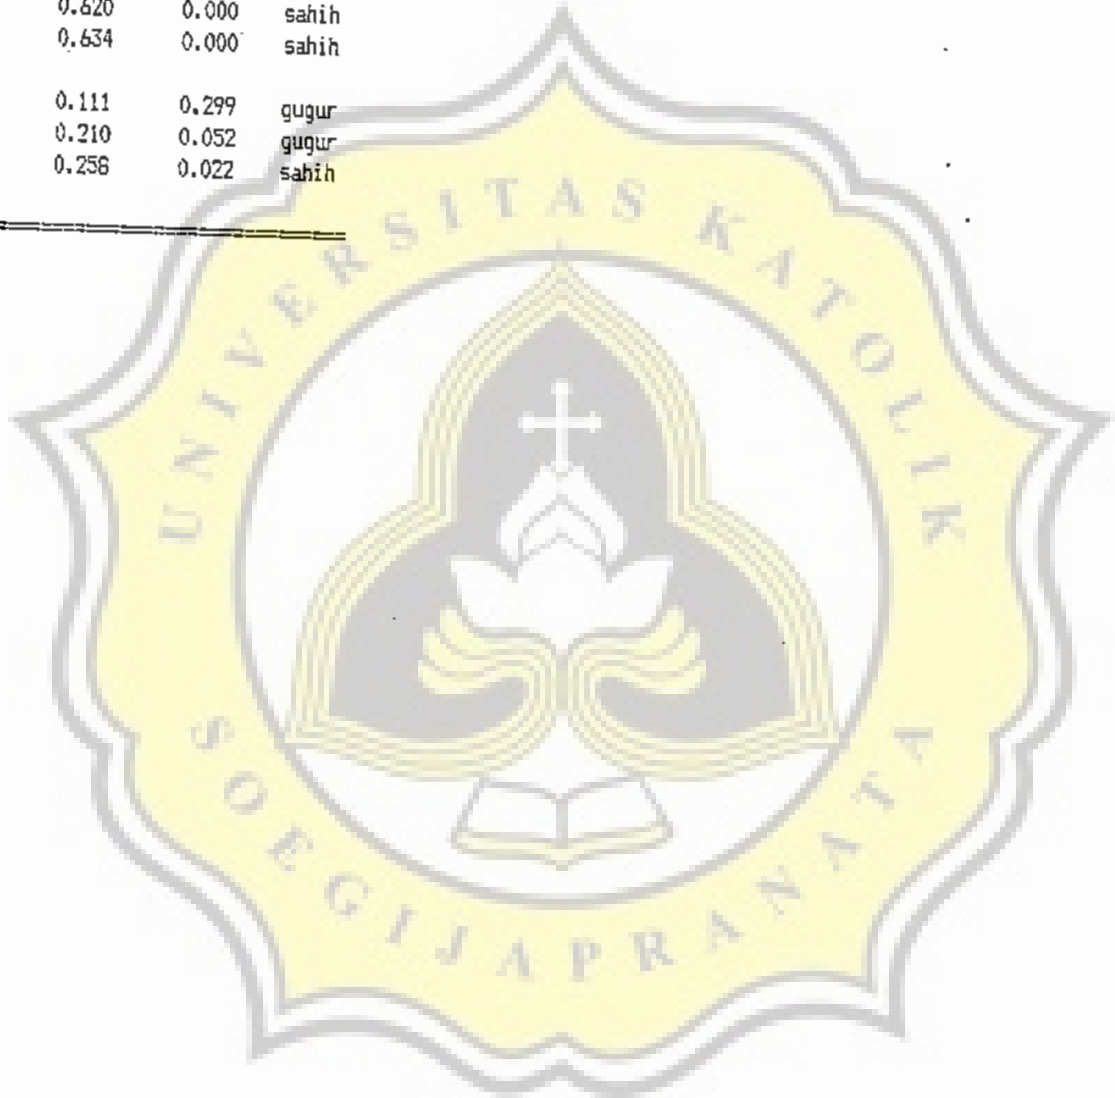 0.620 0.000 sahih
0.634 0.000 sahih
0.111 0.299 gugur
0.210 0.052 gugur
0.258 0.022 sahih
UNIVERSITAS KATOLIK
SOEGIJAPRANATA